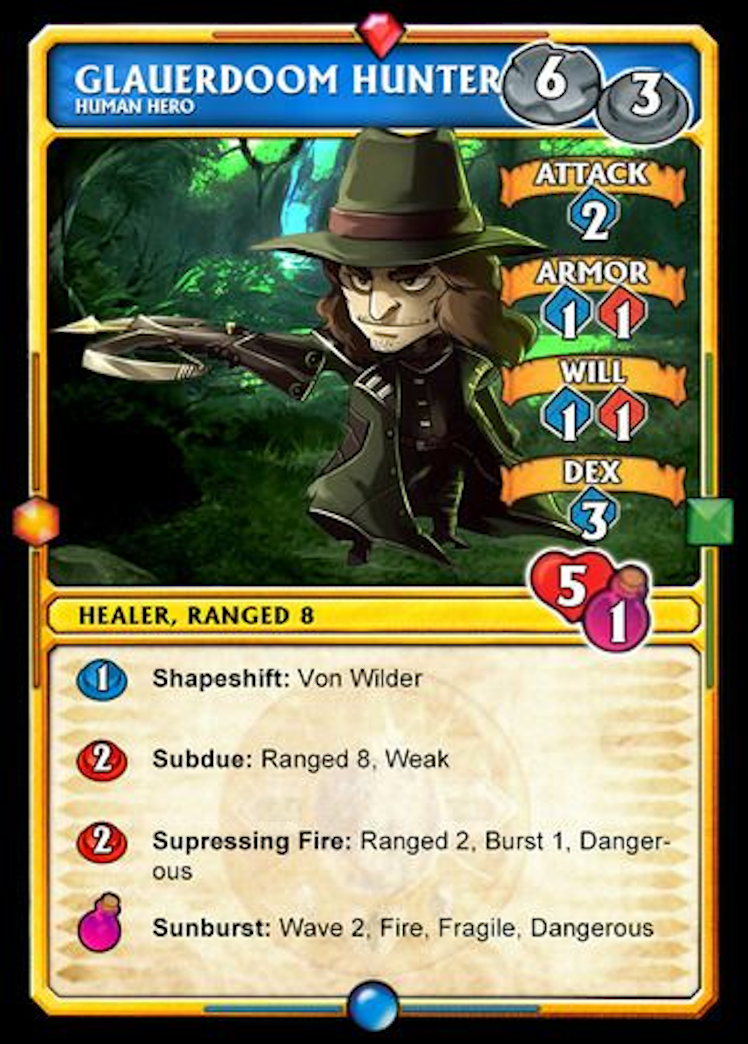 GLAUERDOOM HUNTER 6 3
HUMAN HERO
ATTACK
2
ARMOR
1 1
WILL
1 1
DEX
3
5 1
HEALER, RANGED 8
1 Shapeshift: Von Wilder
2 Subdue: Ranged 8, Weak
2 Supressing Fire: Ranged 2, Burst 1, Danger-
ous
Sunburst: Wave 2, Fire, Fragile, Dangerous